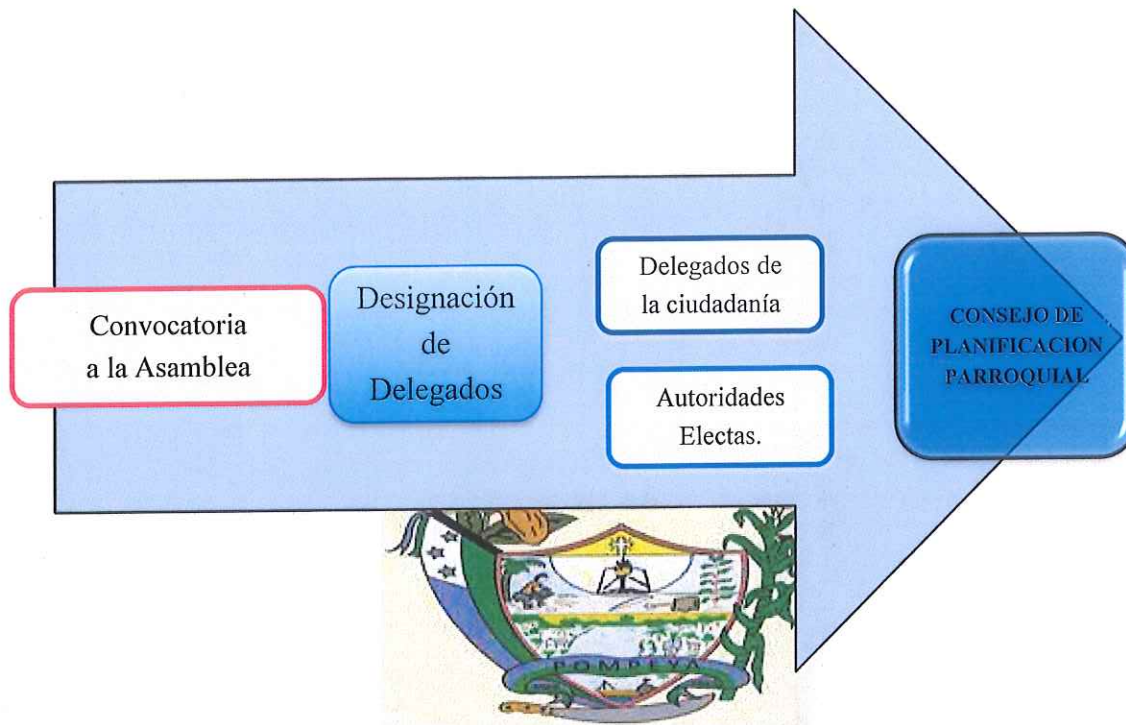 Convocatoria
a la Asamblea
Designación
de
Delegados
Delegados de
la ciudadanía
Autoridades
Electas.
CONSEJO DE
PLANIFICACION
PARROQUIAL
POMPEYA